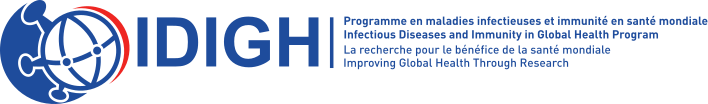 IDIGH
Programme en maladies infectieuses et immunité en santé mondiale
Infectious Diseases and Immunity in Global Health Program
La recherche pour le bénéfice de la santé mondiale
Improving Global Health Through Research